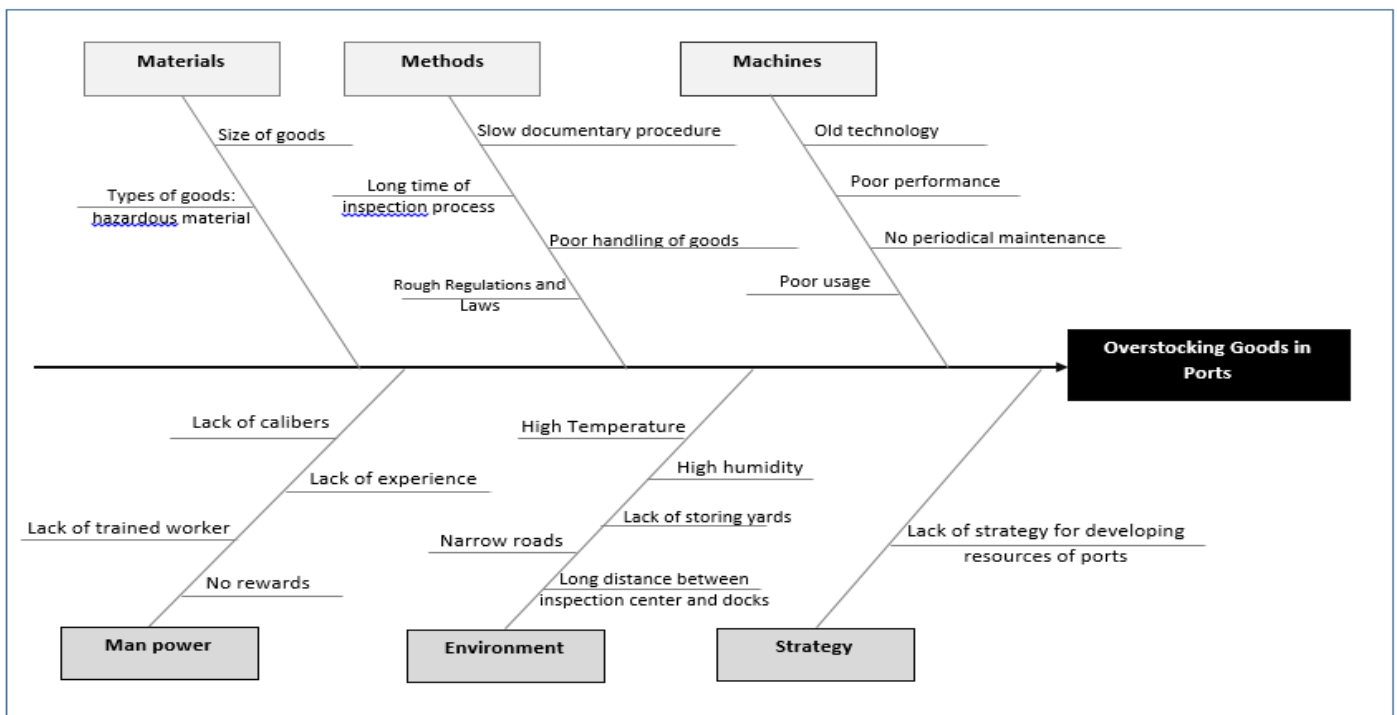 Materials
Methods
Machines
Size of goods
Types of goods:
hazardous material
Slow documentary procedure
Long time of
inspection process
Poor handling of goods
Rough Regulations and
Laws
Old technology
Poor performance
No periodical maintenance
Poor usage
Overstocking Goods in
Ports
Lack of calibers
Lack of experience
Lack of trained worker
No rewards
High Temperature
High humidity
Lack of storing yards
Narrow roads
Long distance between
inspection center and docks
Lack of strategy for developing
resources of ports
Man power
Environment
Strategy